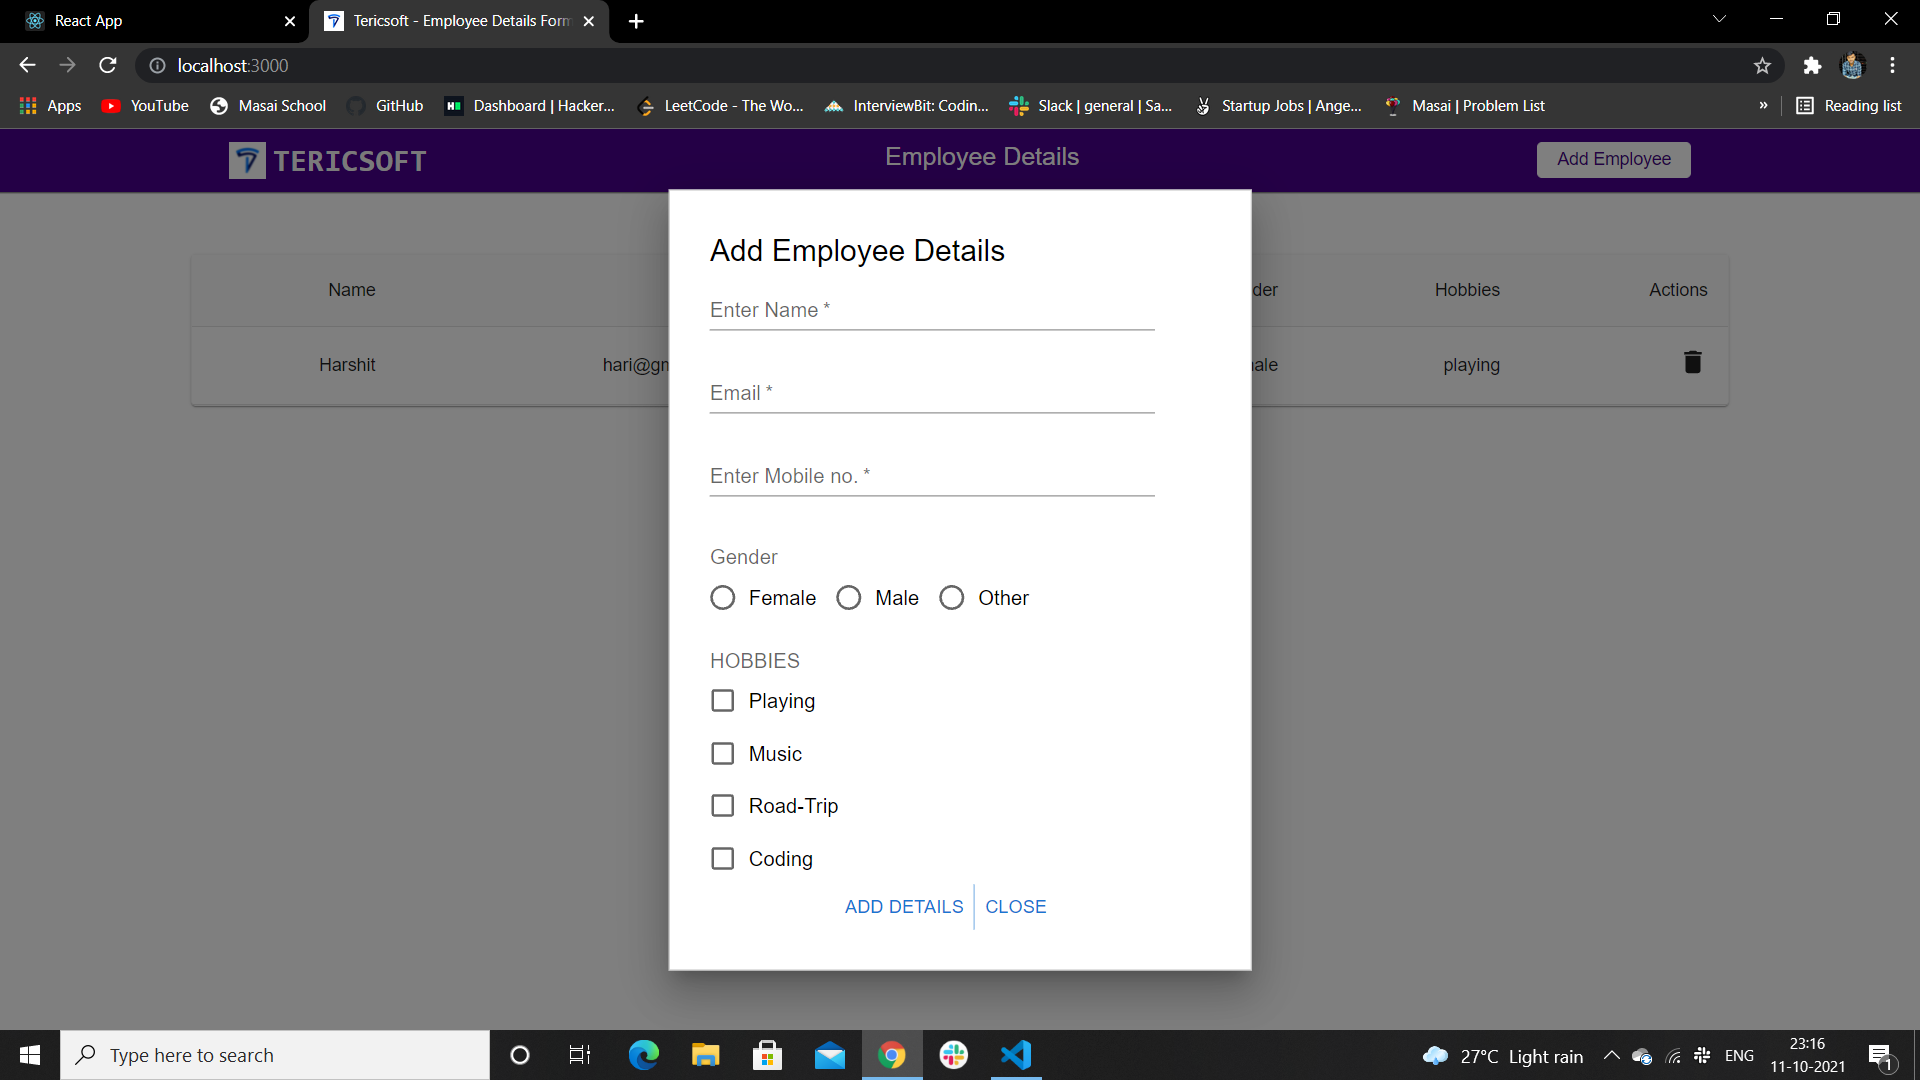 React App
Tericsoft - Employee Details Form
localhost:3000
Apps YouTube Masai School GitHub Dashboard | Hacker... LeetCode - The Wo... InterviewBit: Codin... Slack | general | Sa... Startup Jobs | Ange... Masai | Problem List » Reading list
TERICSOFT Employee Details Add Employee
Name der Hobbies Actions
Harshit hari@gm ale playing
Add Employee Details
Enter Name *
Email *
Enter Mobile no. *
Gender
Female Male Other
HOBBIES
Playing
Music
Road-Trip
Coding
ADD DETAILS CLOSE
Type here to search
27°C Light rain ENG
23:16
11-10-2021
1